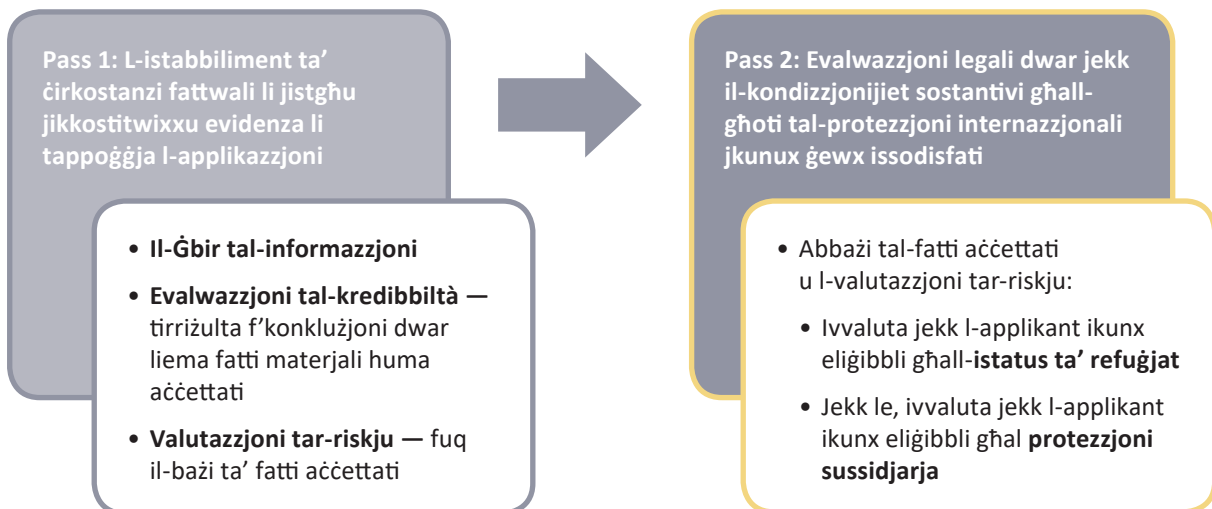 Pass 1: L-istabbiliment ta’
ċirkostanzi fattwali li jistgħu
jikkostitwixxu evidenza li
tappoġġja l-applikazzjoni
• Il-Ġbir tal-informazzjoni
• Evalwazzjoni tal-kredibbiltà —
tirriżulta f’konklużjoni dwar
liema fatti materjali huma
aċċettati
• Valutazzjoni tar-riskju — fuq
il-bażi ta’ fatti aċċettati
Pass 2: Evalwazzjoni legali dwar jekk
il-kondizzjonijiet sostantivi għall-
għoti tal-protezzjoni internazzjonali
jkunux ġewx issodisfati
• Abbażi tal-fatti aċċettati
u l-valutazzjoni tar-riskju:
• Ivvaluta jekk l-applikant ikunx
eliġibbli għall-istatus ta’ refuġjat
• Jekk le, ivvaluta jekk l-applikant
ikunx eliġibbli għal protezzjoni
sussidjarja